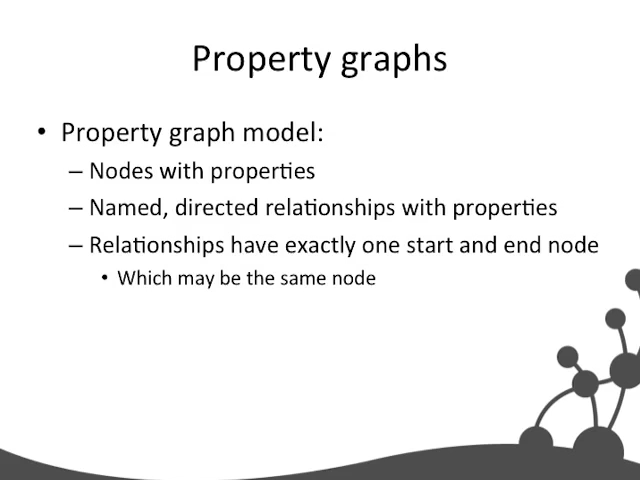 Property graphs
• Property graph model:
– Nodes with properties
– Named, directed relationships with properties
– Relationships have exactly one start and end node
• Which may be the same node